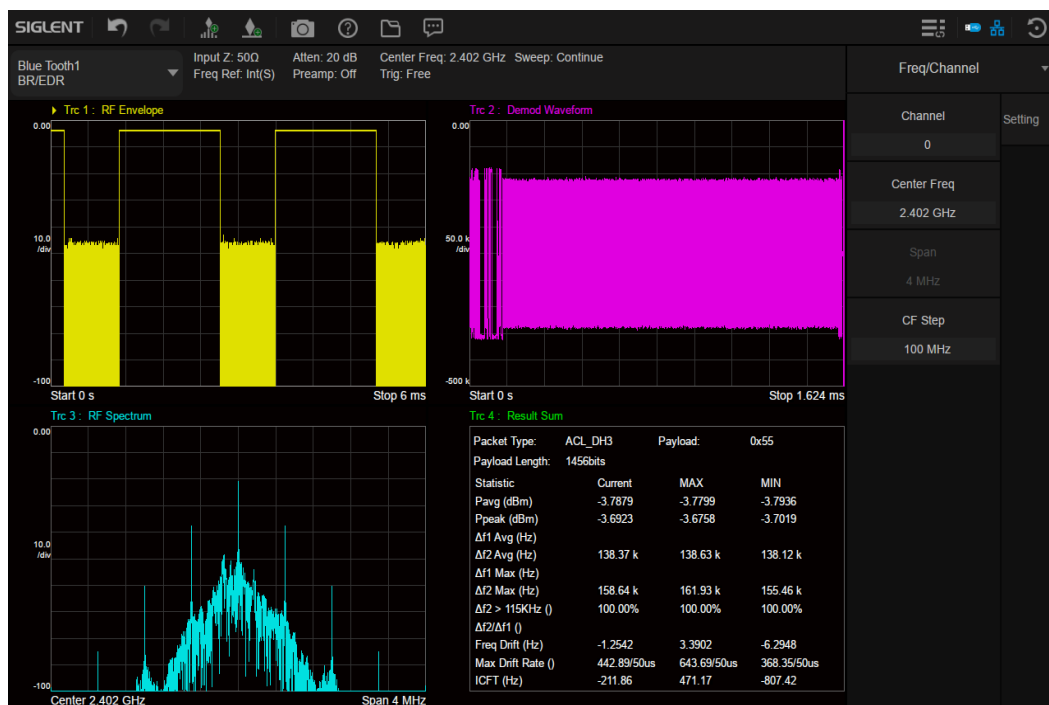 SIGLENT
Blue Tooth1
BR/EDR
Input Z: 50Ω Atten: 20 dB Center Freq: 2.402 GHz Sweep: Continue
Freq Ref: Int(S) Preamp: Off Trig: Free
Freq/Channel
Channel
0
Setting
Center Freq
2.402 GHz
Span
4 MHz
CF Step
100 MHz
Trc 1 : RF Envelope
0.00
10.0
/div
-100
Start 0 s Stop 6 ms
Trc 2 : Demod Waveform
0.00
50.0 k
/div
-500 k
Start 0 s Stop 1.624 ms
Trc 3 : RF Spectrum
0.00
10.0
/div
-100
Center 2.402 GHz Span 4 MHz
Trc 4 : Result Sum
Packet Type: ACL_DH3 Payload: 0x55
Payload Length: 1456bits
Statistic Current MAX MIN
Pavg (dBm) -3.7879 -3.7799 -3.7936
Ppeak (dBm) -3.6923 -3.6758 -3.7019
Δf1 Avg (Hz)
Δf2 Avg (Hz) 138.37 k 138.63 k 138.12 k
Δf1 Max (Hz)
Δf2 Max (Hz) 158.64 k 161.93 k 155.46 k
Δf2 > 115KHz () 100.00% 100.00% 100.00%
Δf2/Δf1 ()
Freq Drift (Hz) -1.2542 3.3902 -6.2948
Max Drift Rate () 442.89/50us 643.69/50us 368.35/50us
ICFT (Hz) -211.86 471.17 -807.42